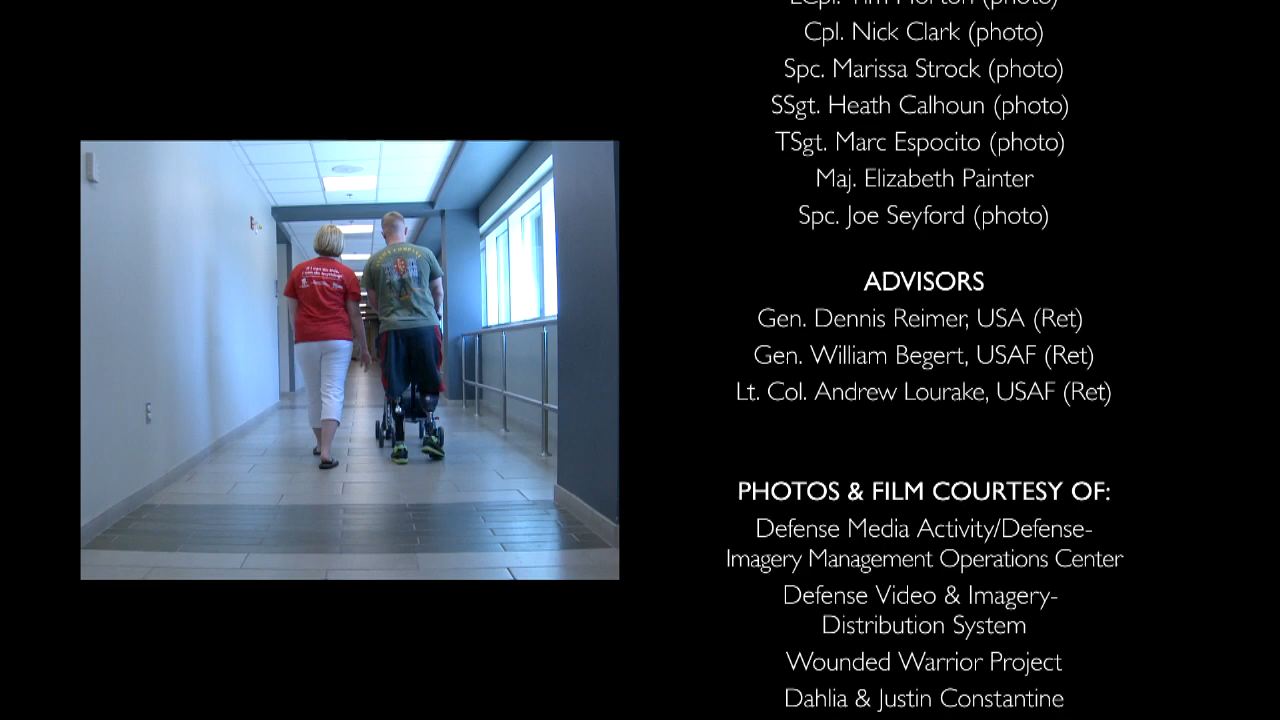 (photo)
Cpl. Nick Clark (photo)
Spc. Marissa Strock (photo)
SSgt. Heath Calhoun (photo)
TSgt. Marc Espocito (photo)
Maj. Elizabeth Painter
Spc. Joe Seyford (photo)
ADVISORS
Gen. Dennis Reimer, USA (Ret)
Gen. William Begert, USAF (Ret)
Lt. Col. Andrew Lourake, USAF (Ret)
PHOTOS & FILM COURTESY OF:
Defense Media Activity/Defense-
Imagery Management Operations Center
Defense Video & Imagery-
Distribution System
Wounded Warrior Project
Dahlia & Justin Constantine